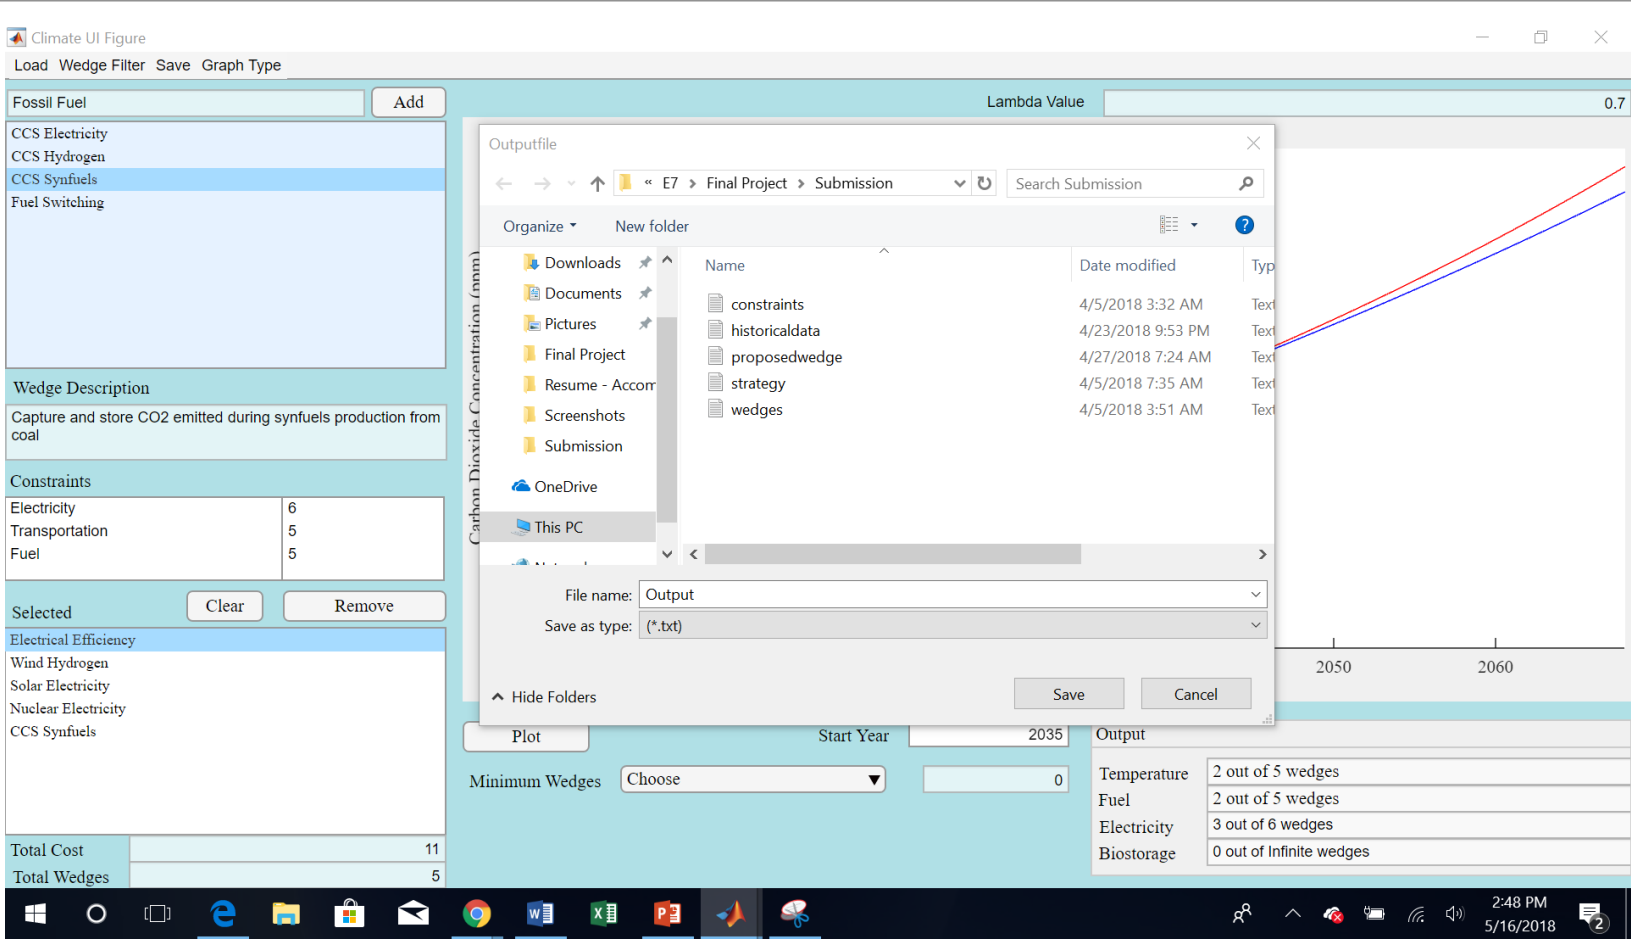 Climate UI Figure
Load Wedge Filter Save Graph Type
Fossil Fuel
Add
Lambda Value
0.7
CCS Electricity
CCS Hydrogen
CCS Synfuels
Fuel Switching
Wedge Description
Capture and store CO2 emitted during synfuels production from
coal
Constraints
Electricity 6
Transportation 5
Fuel 5
Selected
Clear
Remove
Electrical Efficiency
Wind Hydrogen
Solar Electricity
Nuclear Electricity
CCS Synfuels
Total Cost 11
Total Wedges 5
Carbon Dioxide Concentration (ppm)
Outputfile
« E7 > Final Project > Submission
Search Submission
Organize
New folder
?
Downloads
Documents
Pictures
Final Project
Resume - Accom
Screenshots
Submission
OneDrive
This PC
Name Date modified Typ
constraints 4/5/2018 3:32 AM Text
historicaldata 4/23/2018 9:53 PM Text
proposedwedge 4/27/2018 7:24 AM Text
strategy 4/5/2018 7:35 AM Text
wedges 4/5/2018 3:51 AM Text
File name: Output
Save as type: (*.txt)
Hide Folders
Save
Cancel
2050 2060
Plot
Start Year 2035
Minimum Wedges Choose 0
Output
Temperature 2 out of 5 wedges
Fuel 2 out of 5 wedges
Electricity 3 out of 6 wedges
Biostorage 0 out of Infinite wedges
2:48 PM
5/16/2018
2